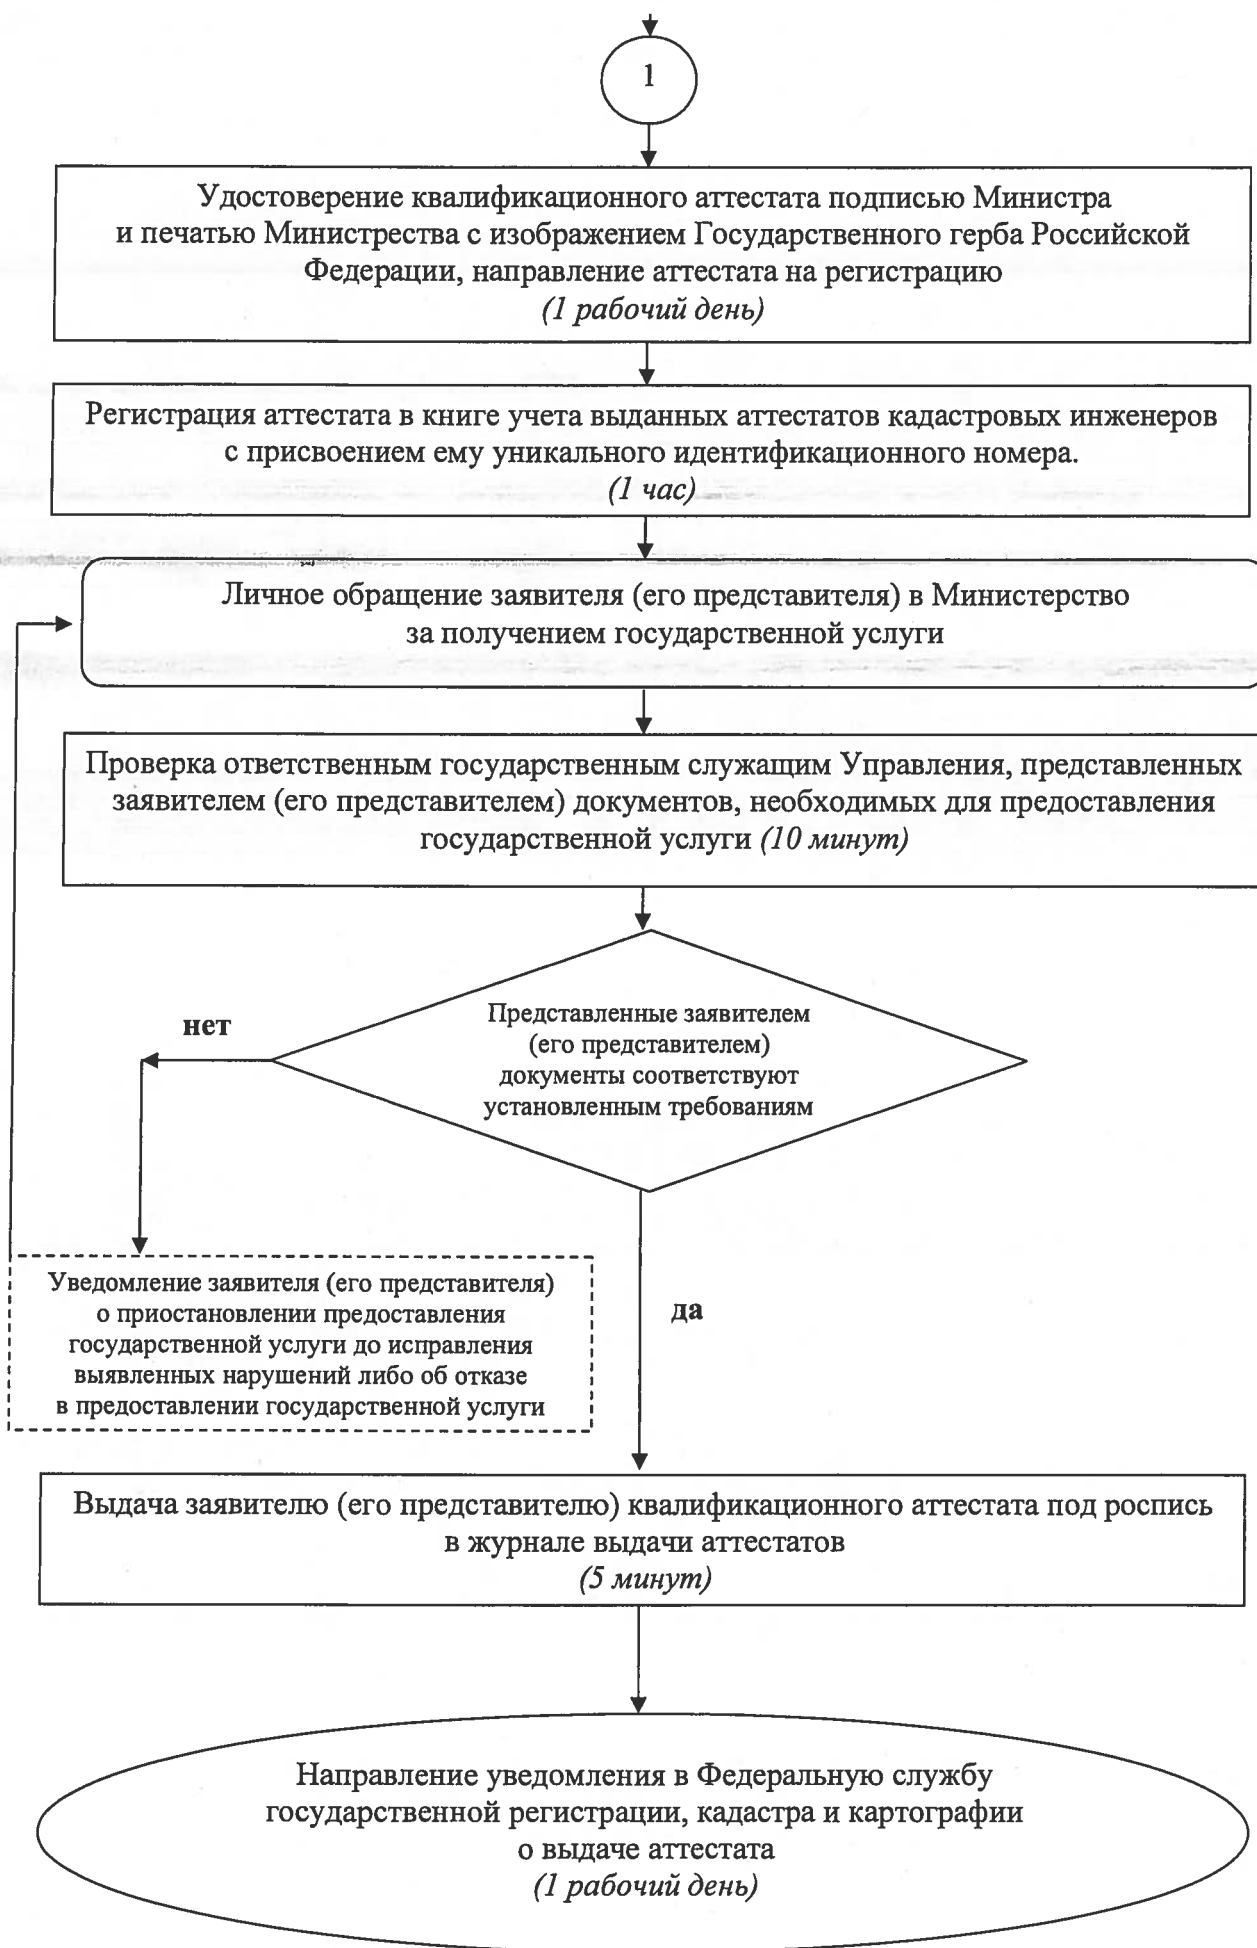 1
Удостоверение квалификационного аттестата подписью Министра
и печатью Министрества с изображением Государственного герба Российской
Федерации, направление аттестата на регистрацию
(1 рабочий день)
Регистрация аттестата в книге учета выданных аттестатов кадастровых инженеров
с присвоением ему уникального идентификационного номера.
(1 час)
Личное обращение заявителя (его представителя) в Министерство
за получением государственной услуги
Проверка ответственным государственным служащим Управления, представленных
заявителем (его представителем) документов, необходимых для предоставления
государственной услуги (10 минут)
нет
Представленные заявителем
(его представителем)
документы соответствуют
установленным требованиям
Уведомление заявителя (его представителя)
о приостановлении предоставления
государственной услуги до исправления
выявленных нарушений либо об отказе
в предоставлении государственной услуги
да
Выдача заявителю (его представителю) квалификационного аттестата под роспись
в журнале выдачи аттестатов
(5 минут)
Направление уведомления в Федеральную службу
государственной регистрации, кадастра и картографии
о выдаче аттестата
(1 рабочий день)